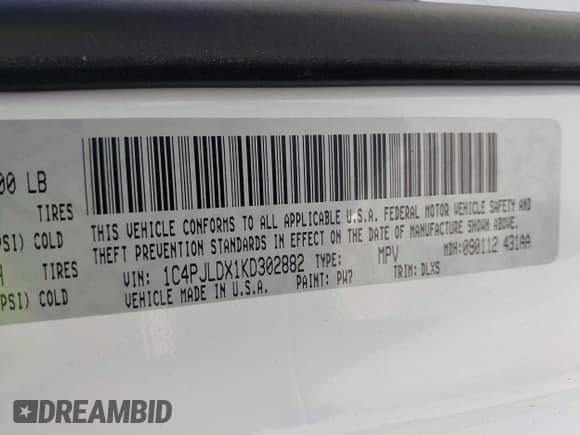 00 LB
TIRES
PSI) COLD
TIRES
PSI) COLD
THIS VEHICLE CONFORMS TO ALL APPLICABLE U.S.A. FEDERAL MOTOR VEHICLE SAFETY AND
THEFT PREVENTION STANDARDS IN EFFECT ON THE DATE OF MANUFACTURE SHOWN ABOVE.
VIN: 1C4PJLDX1KD302882 TYPE: MPV MDH: 090112 431AA
VEHICLE MADE IN U.S.A. PAINT: PW7 TRIM: DLXS
DREAMBID